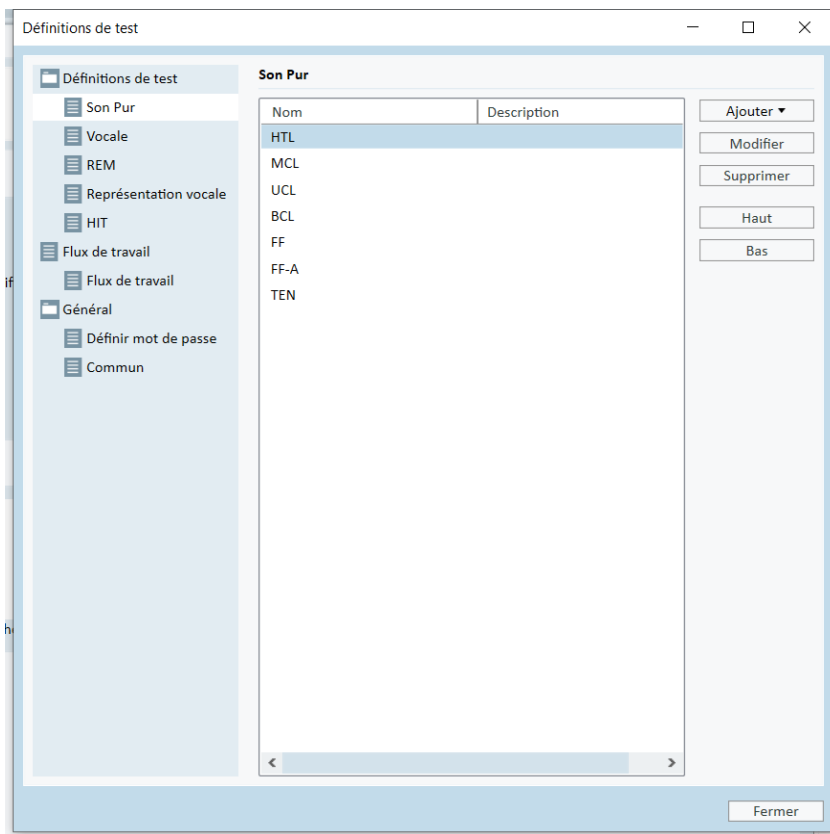 Définitions de test
Définitions de test
Son Pur
Vocale
REM
Représentation vocale
HIT
Flux de travail
Flux de travail
Général
Définir mot de passe
Commun
Son Pur
Nom Description
HTL
MCL
UCL
BCL
FF
FF-A
TEN
Ajouter
Modifier
Supprimer
Haut
Bas
Fermer